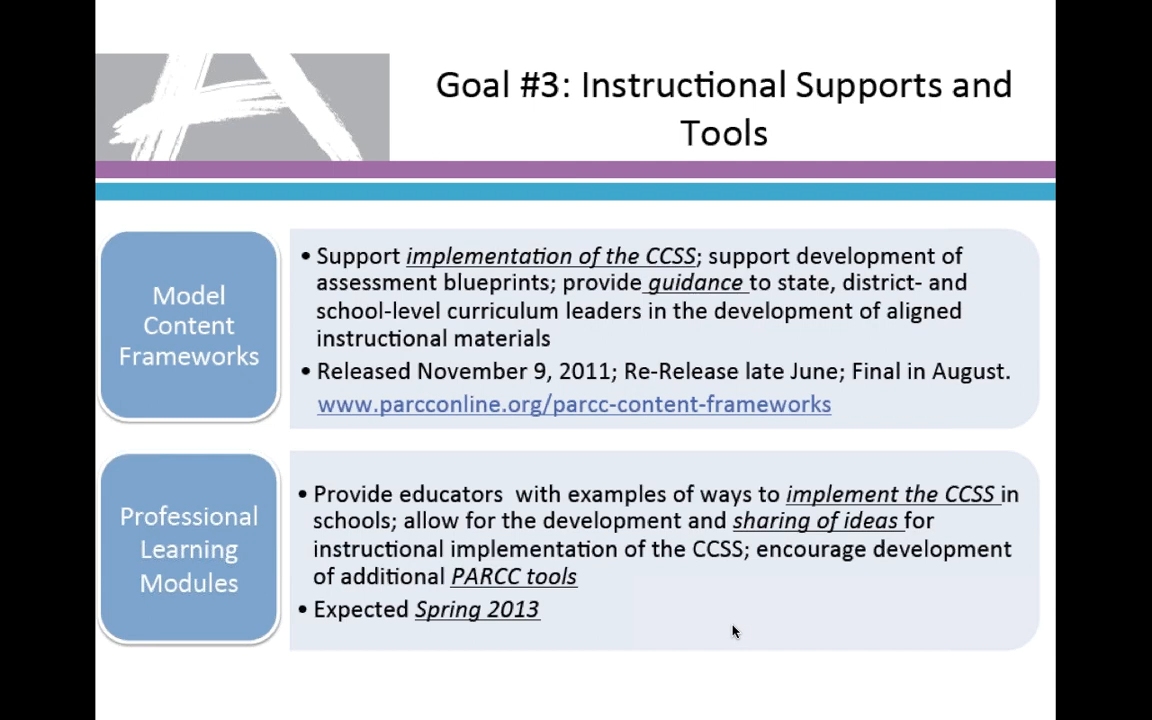 Goal #3: Instructional Supports and
Tools
Model
Content
Frameworks
• Support implementation of the CCSS; support development of
assessment blueprints; provide guidance to state, district- and
school-level curriculum leaders in the development of aligned
instructional materials
• Released November 9, 2011; Re-Release late June; Final in August.
www.parcconline.org/parcc-content-frameworks
Professional
Learning
Modules
• Provide educators  with examples of ways to implement the CCSS in
schools; allow for the development and sharing of ideas for
instructional implementation of the CCSS; encourage development
of additional PARCC tools
• Expected Spring 2013